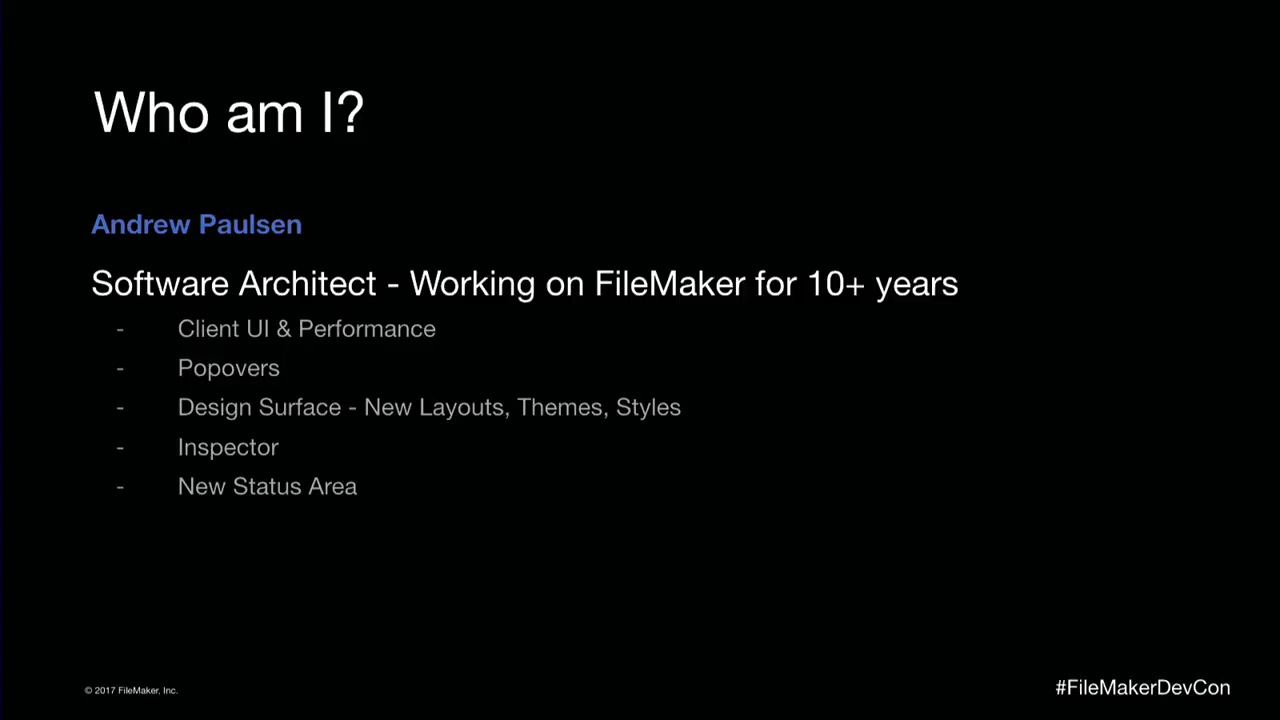 Who am I?
Andrew Paulsen
Software Architect - Working on FileMaker for 10+ years
- Client UI & Performance
- Popovers
- Design Surface - New Layouts, Themes, Styles
- Inspector
- New Status Area
© 2017 FileMaker, Inc.
#FileMakerDevCon